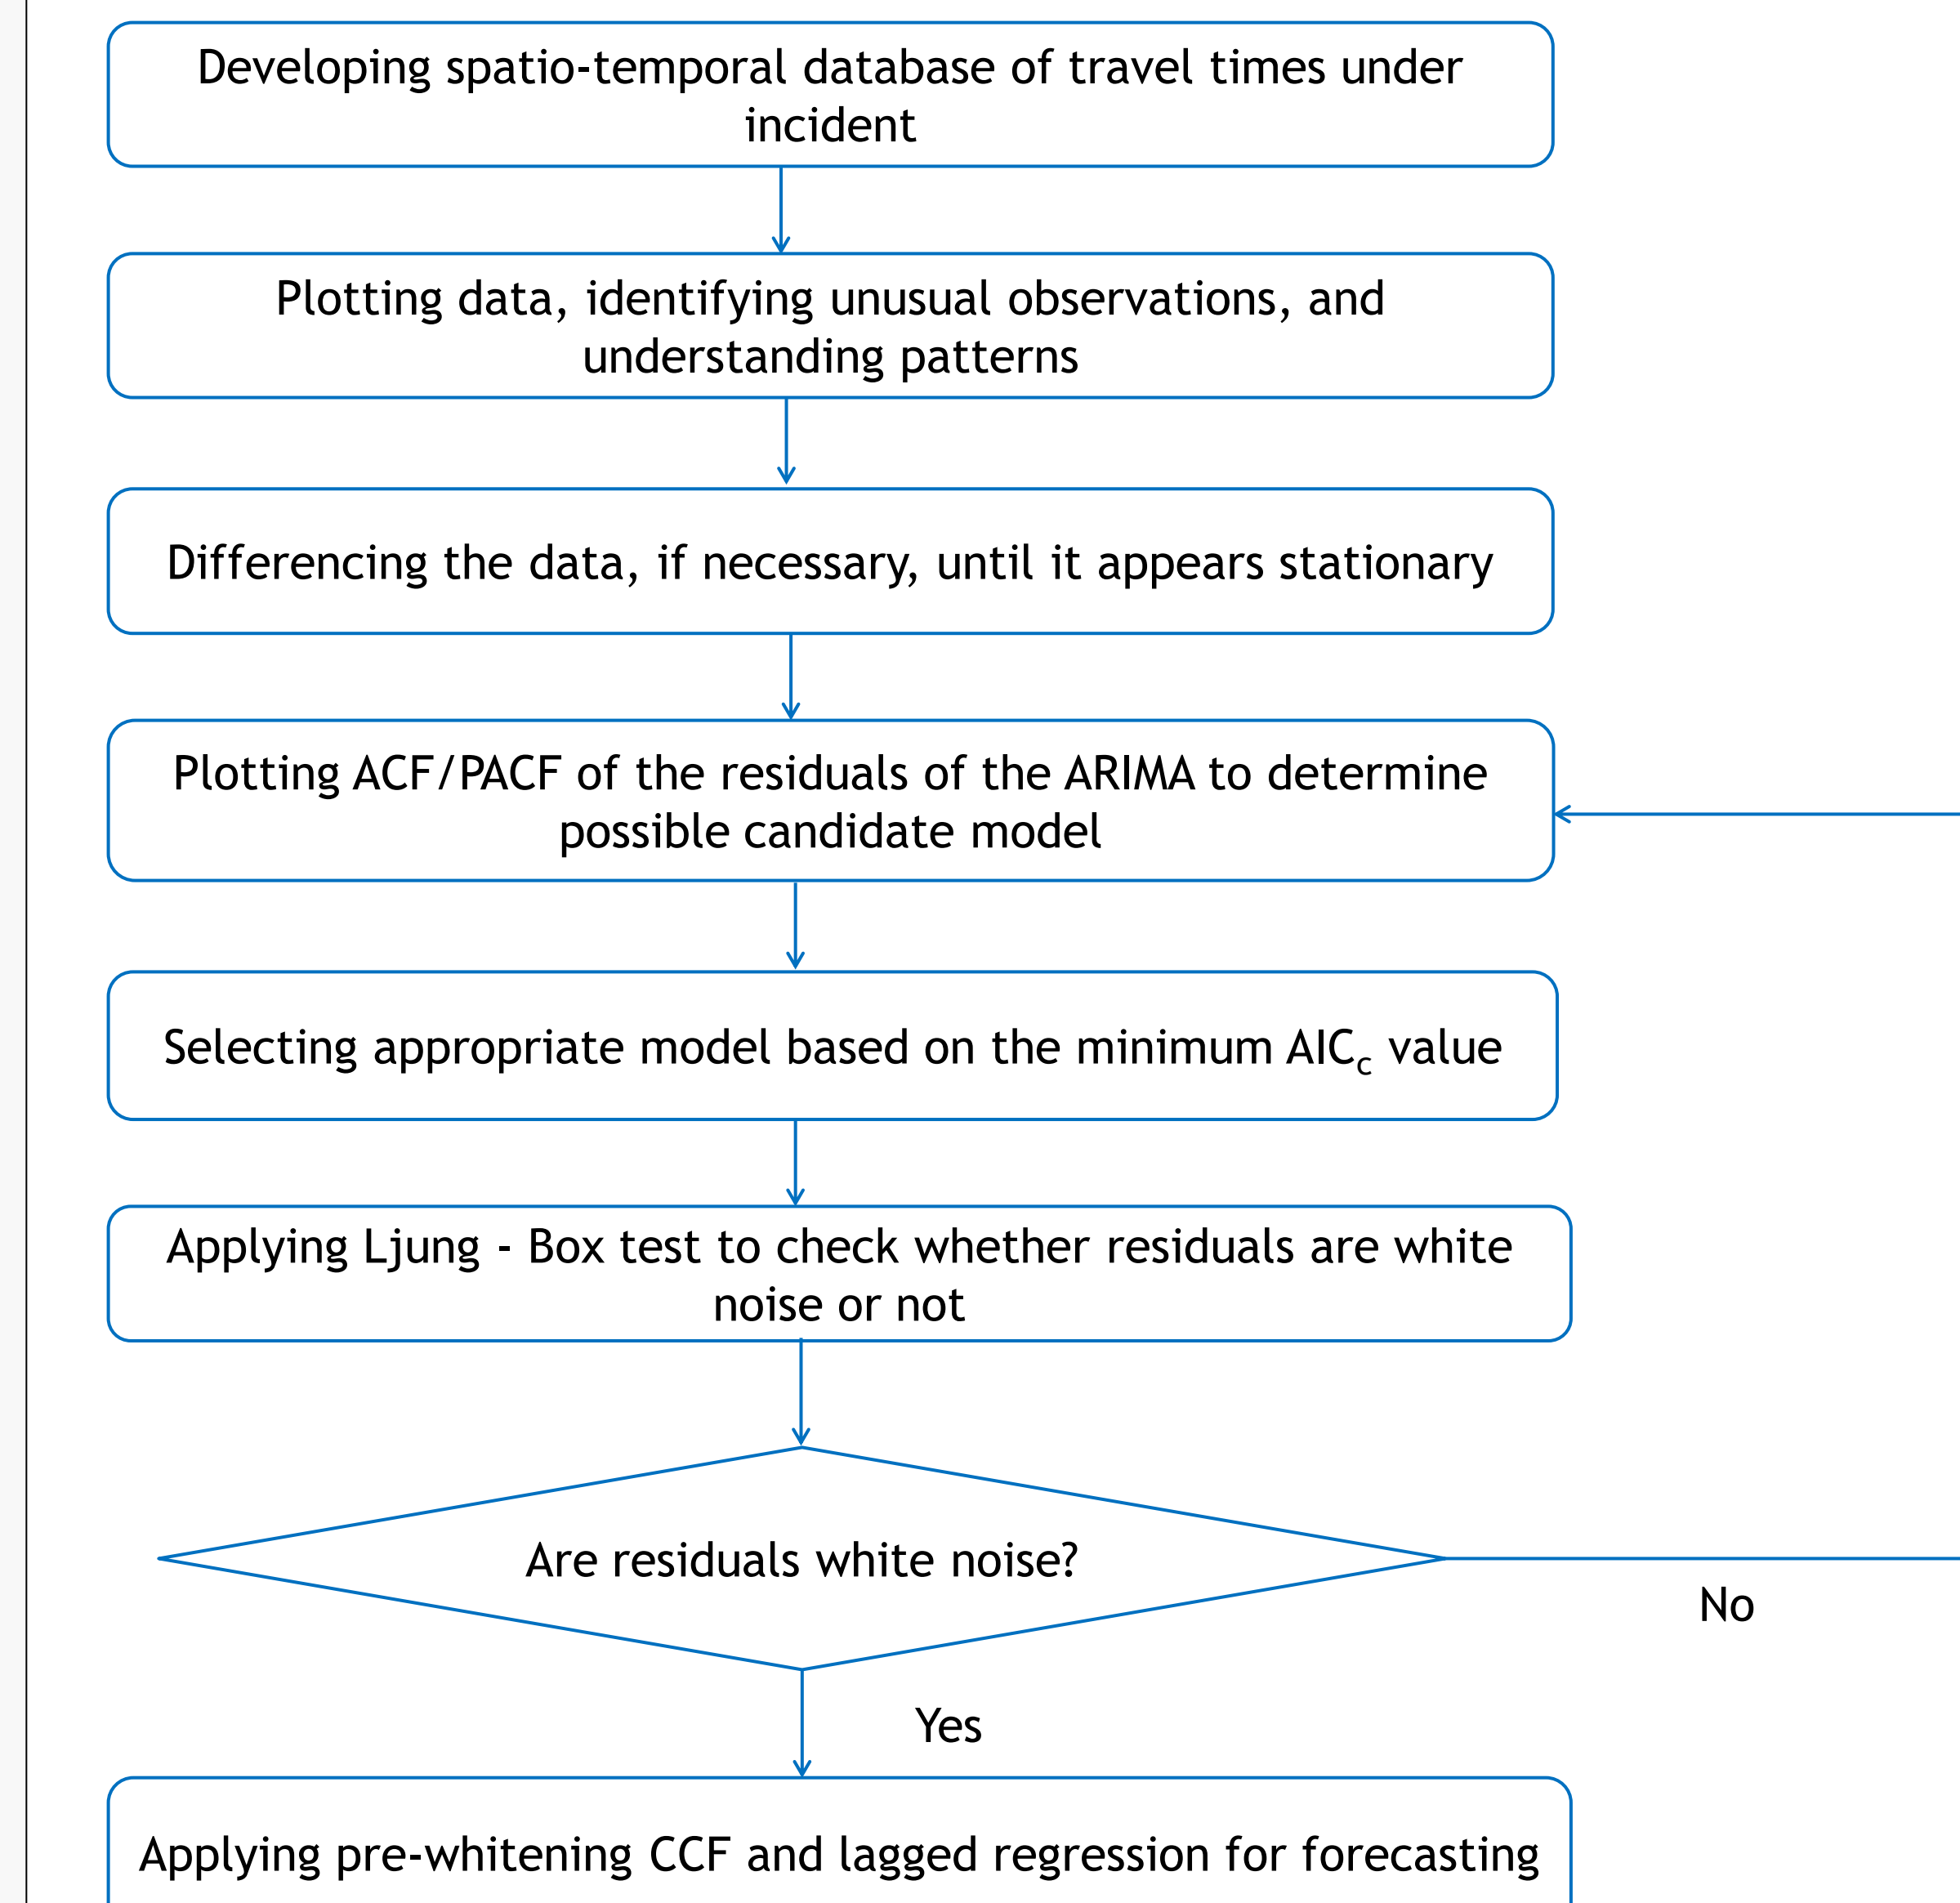 Developing spatio-temporal database of travel times under
incident
Plotting data, identifying unusual observations, and
understanding patterns
Differencing the data, if necessary, until it appears stationary
Plotting ACF/PACF of the residuals of the ARIMA to determine
possible candidate model
Selecting appropriate model based on the minimum AICc value
Applying Ljung - Box test to check whether residuals are white
noise or not
Are residuals white noise?
No
Yes
Applying pre-whitening CCF and lagged regression for forecasting